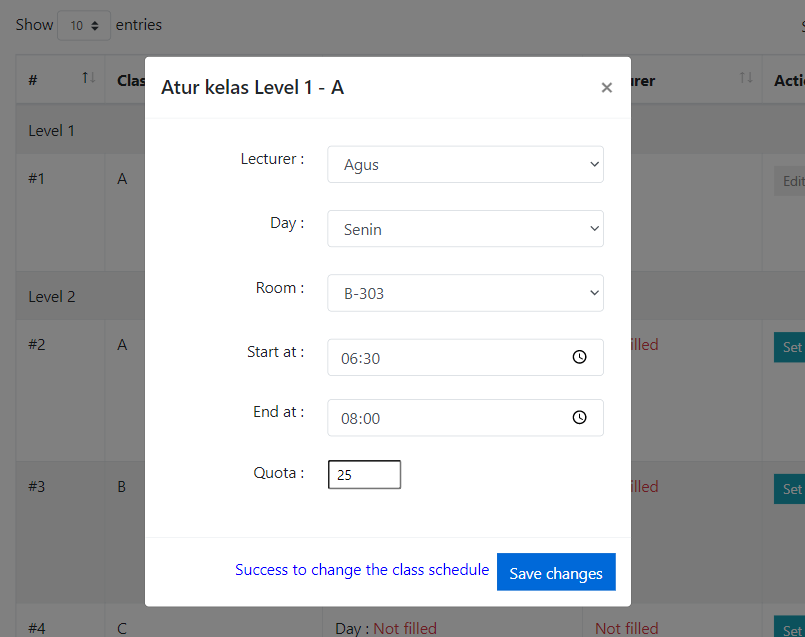 Show 10 entries
# Clas urer Actio
Atur kelas Level 1 - A ×
Level 1
Lecturer : Agus
#1 A Edit
Day : Senin
Room : B-303
Level 2
Start at : 06:30
#2 A illed Set
End at : 08:00
Quota : 25
#3 B illed Set
Success to change the class schedule Save changes
#4 C Day : Not filled Not filled Set